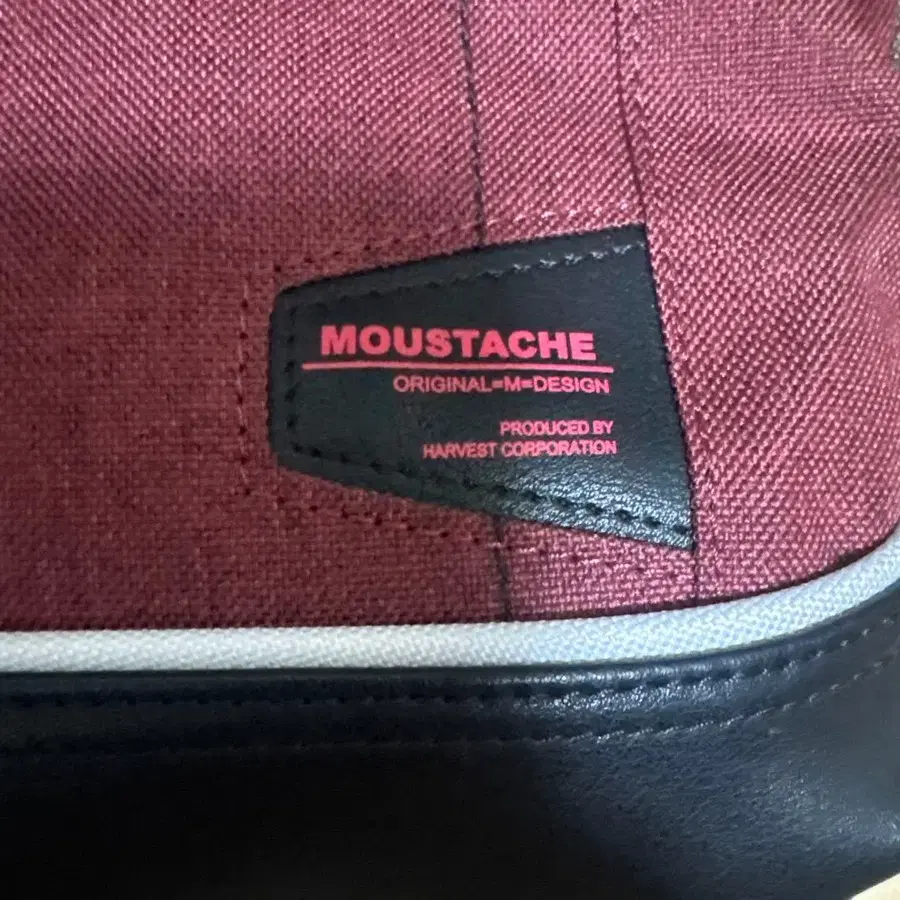 MOUSTACHE
ORIGINAL=M=DESIGN
PRODUCED BY
HARVEST CORPORATION